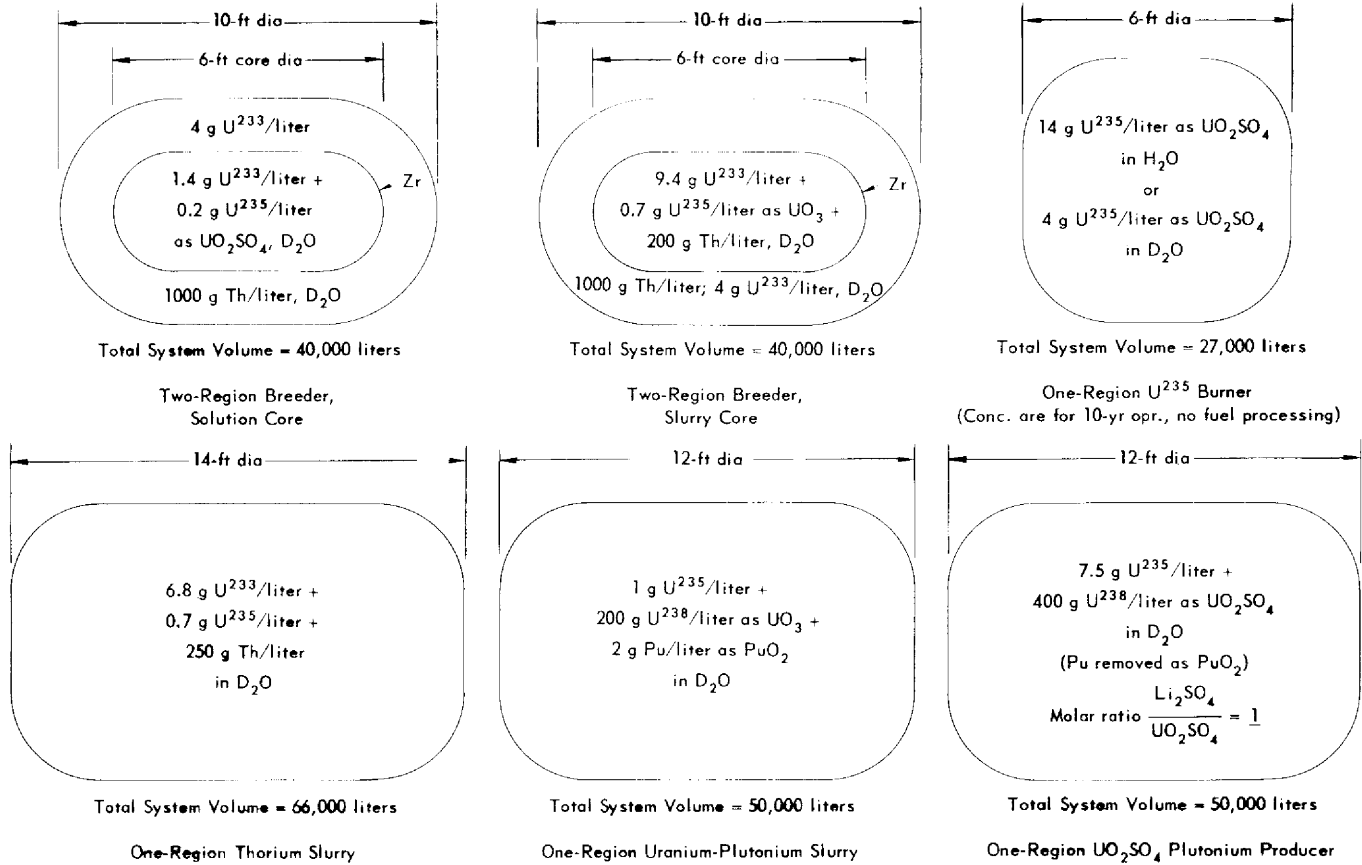 10-ft dia
6-ft core dia
4 g U²³³/liter
1.4 g U²³³/liter +
0.2 g U²³⁵/liter
as UO₂SO₄, D₂O
Zr
1000 g Th/liter, D₂O
Total System Volume = 40,000 liters
Two-Region Breeder,
Solution Core
10-ft dia
6-ft core dia
9.4 g U²³³/liter +
0.7 g U²³⁵/liter as UO₃ +
200 g Th/liter, D₂O
Zr
1000 g Th/liter; 4 g U²³³/liter, D₂O
Total System Volume = 40,000 liters
Two-Region Breeder,
Slurry Core
6-ft dia
14 g U²³⁵/liter as UO₂SO₄
in H₂O
or
4 g U²³⁵/liter as UO₂SO₄
in D₂O
Total System Volume = 27,000 liters
One-Region U²³⁵ Burner
(Conc. are for 10-yr opr., no fuel processing)
14-ft dia
6.8 g U²³³/liter +
0.7 g U²³⁵/liter +
250 g Th/liter
in D₂O
Total System Volume = 66,000 liters
One-Region Thorium Slurry
12-ft dia
1 g U²³⁵/liter +
200 g U²³⁸/liter as UO₃ +
2 g Pu/liter as PuO₂
in D₂O
Total System Volume = 50,000 liters
One-Region Uranium-Plutonium Slurry
12-ft dia
7.5 g U²³⁵/liter +
400 g U²³⁸/liter as UO₂SO₄
in D₂O
(Pu removed as PuO₂)
Li₂SO₄
Molar ratio = 1
UO₂SO₄
Total System Volume = 50,000 liters
One-Region UO₂SO₄ Plutonium Producer